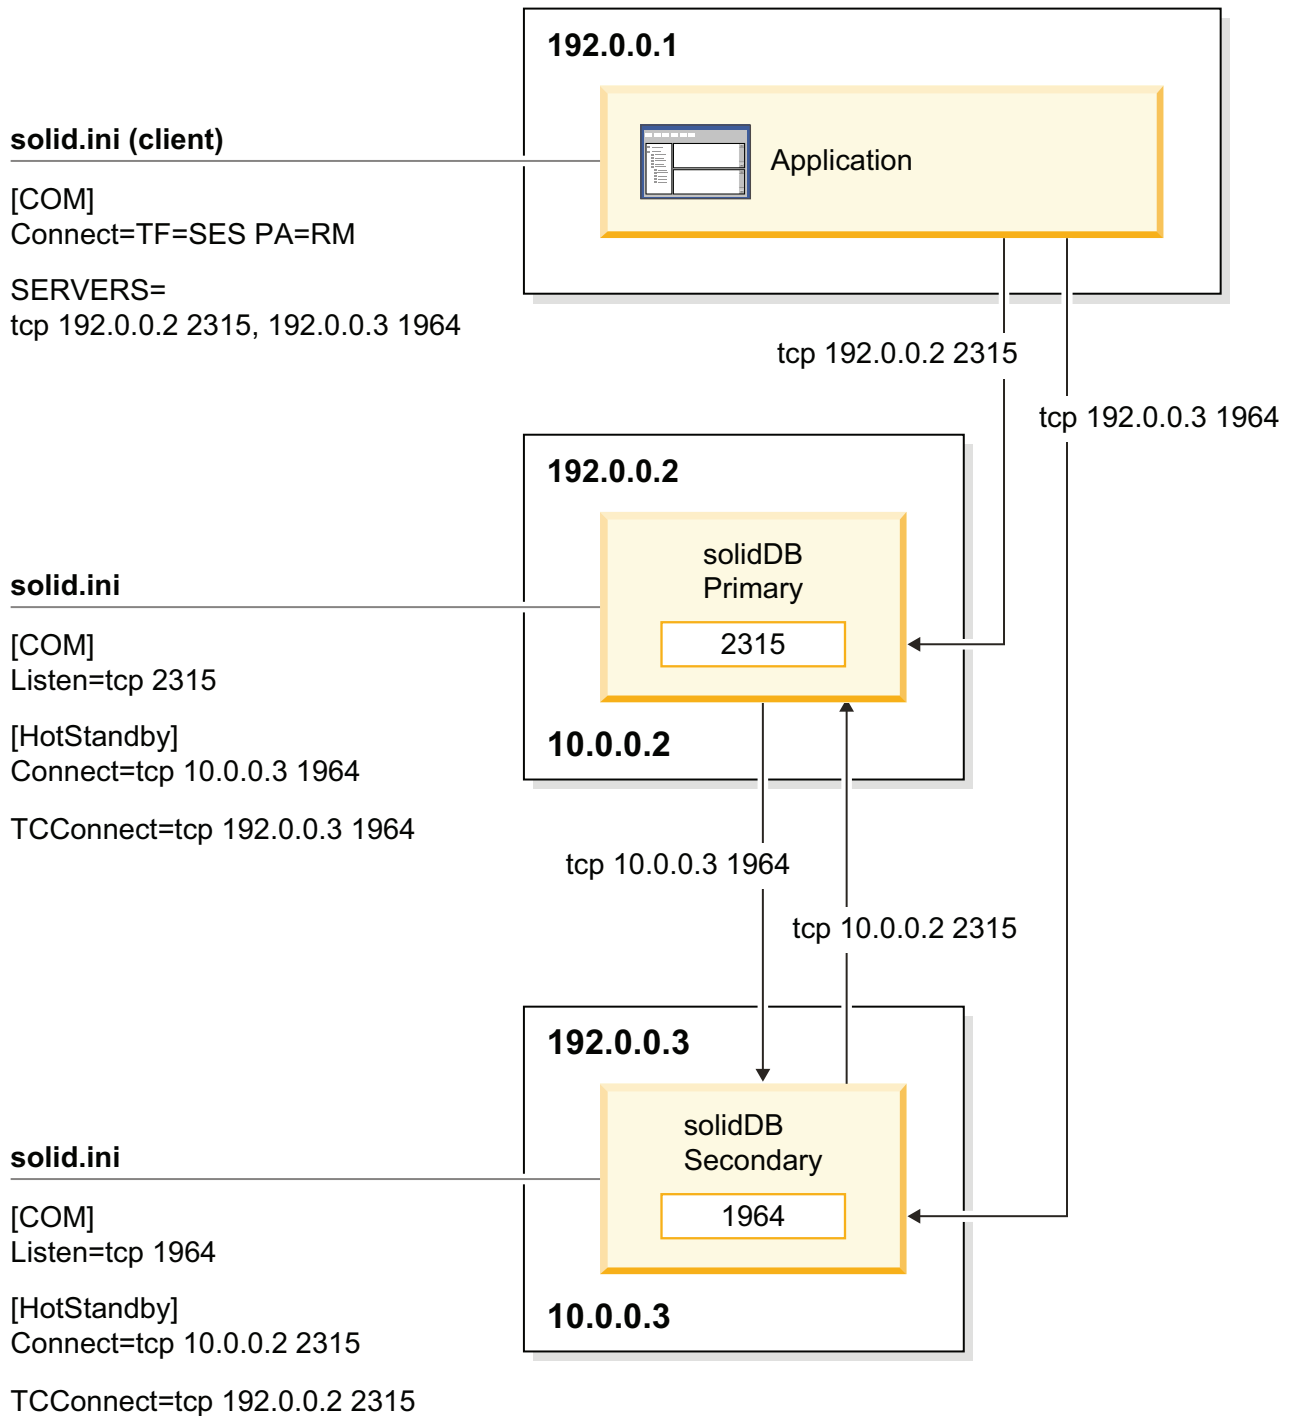 192.0.0.1
solid.ini (client)
Application
[COM]
Connect=TF=SES PA=RM
SERVERS=
tcp 192.0.0.2 2315, 192.0.0.3 1964
tcp 192.0.0.2 2315
tcp 192.0.0.3 1964
192.0.0.2
solidDB
Primary
2315
solid.ini
[COM]
Listen=tcp 2315
[HotStandby]
Connect=tcp 10.0.0.3 1964
10.0.0.2
TCConnect=tcp 192.0.0.3 1964
tcp 10.0.0.3 1964
tcp 10.0.0.2 2315
192.0.0.3
solidDB
Secondary
1964
solid.ini
[COM]
Listen=tcp 1964
[HotStandby]
Connect=tcp 10.0.0.2 2315
10.0.0.3
TCConnect=tcp 192.0.0.2 2315